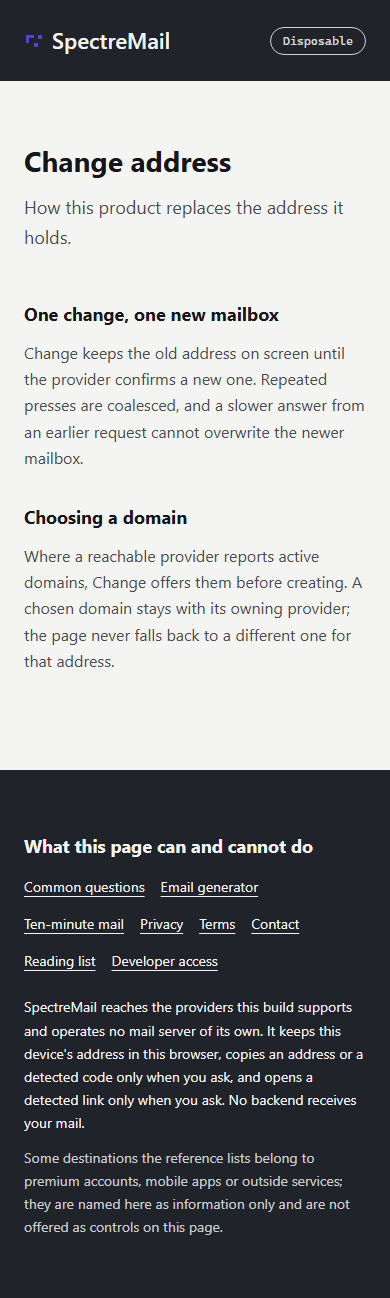 SpectreMail
Disposable
Change address
How this product replaces the address it
holds.
One change, one new mailbox
Change keeps the old address on screen until
the provider confirms a new one. Repeated
presses are coalesced, and a slower answer from
an earlier request cannot overwrite the newer
mailbox.
Choosing a domain
Where a reachable provider reports active
domains, Change offers them before creating. A
chosen domain stays with its owning provider;
the page never falls back to a different one for
that address.
What this page can and cannot do
Common questions Email generator
Ten-minute mail Privacy Terms Contact
Reading list Developer access
SpectreMail reaches the providers this build supports
and operates no mail server of its own. It keeps this
device's address in this browser, copies an address or a
detected code only when you ask, and opens a
detected link only when you ask. No backend receives
your mail.
Some destinations the reference lists belong to
premium accounts, mobile apps or outside services;
they are named here as information only and are not
offered as controls on this page.